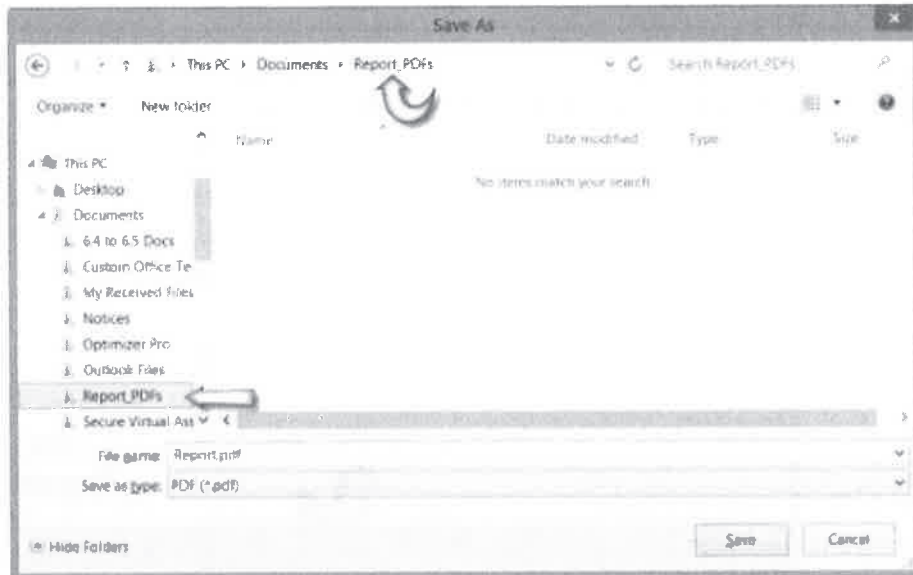 Save As
This PC Documents Report_PDFs
Search Report_PDFs
Organize New folder
Name Date modified Type Size
No items match your search.
This PC
Desktop
Documents
6.4 to 6.5 Docs
Custom Office Te
My Received Files
Notices
Optimizer Pro
Outlook Files
Report_PDFs
Secure Virtual Ass
File name: Report.pdf
Save as type: PDF (*.pdf)
Hide Folders
Save Cancel